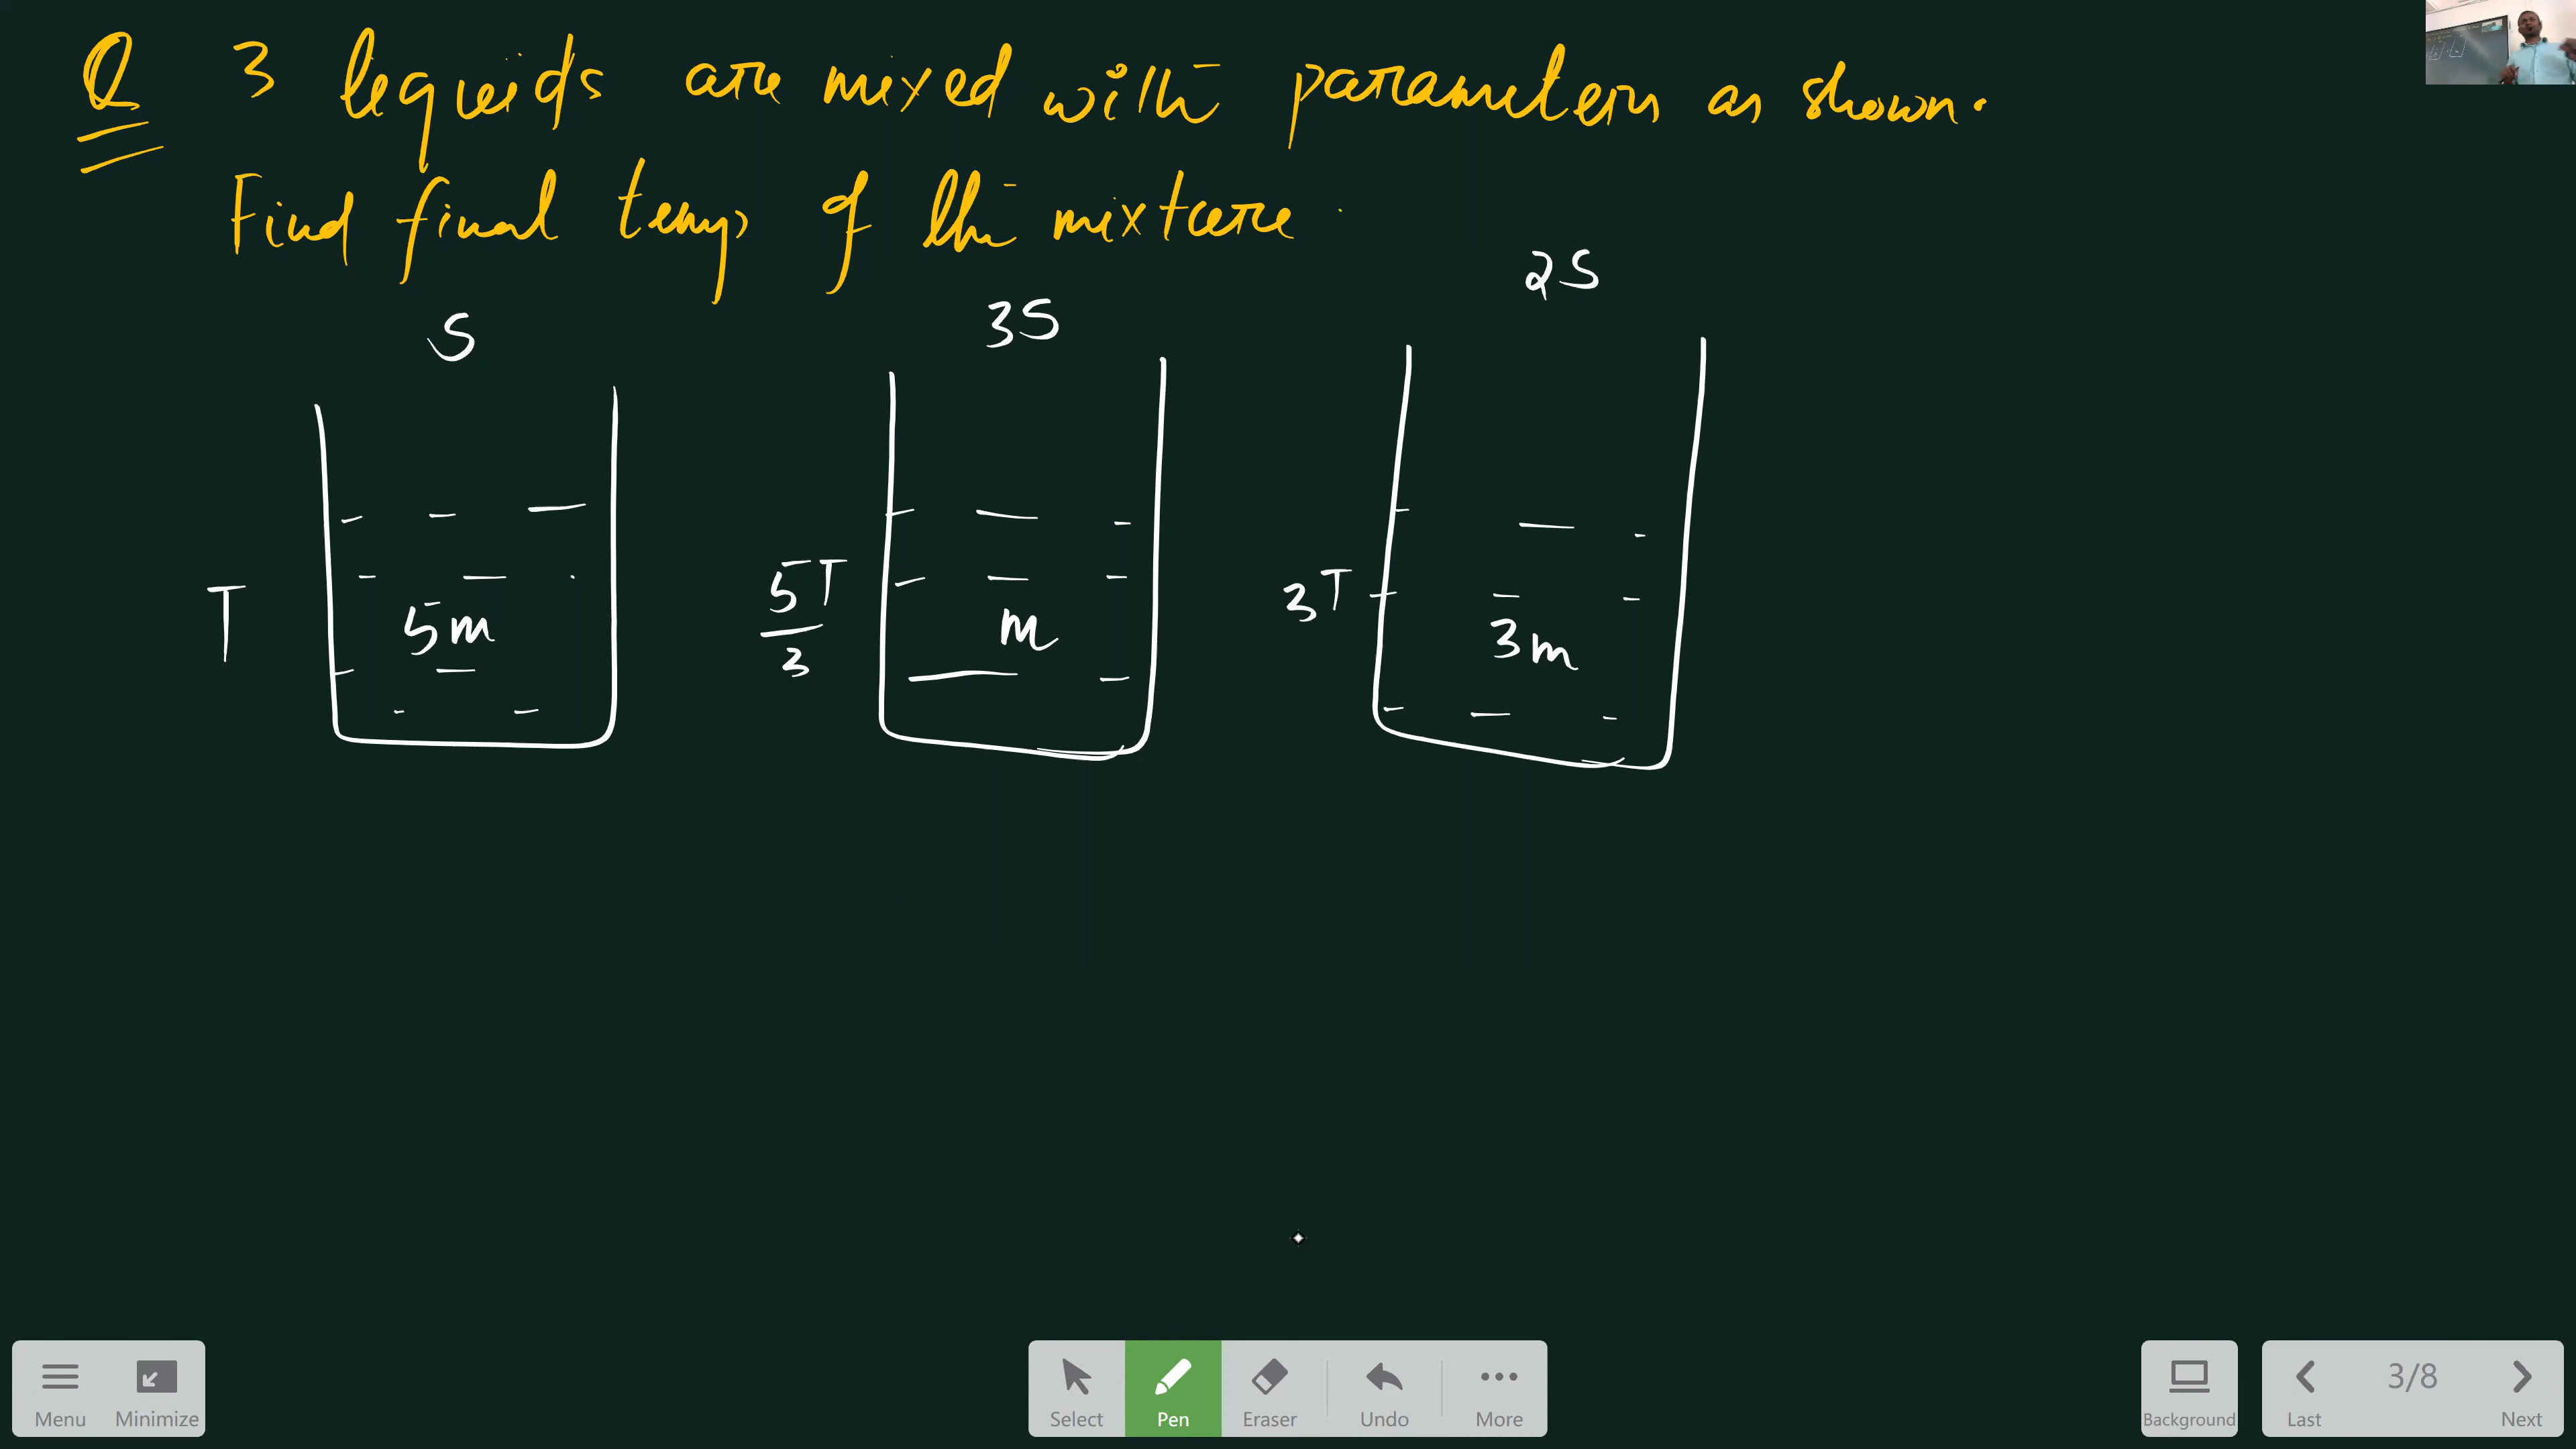 Q 3 liquids are mixed with parameters as shown.
Find final temp of the mixture.
S 3S 2S
T 5m
5T/3 m
3T 3m
Menu Minimize Select Pen Eraser Undo More Background Last 3/8 Next